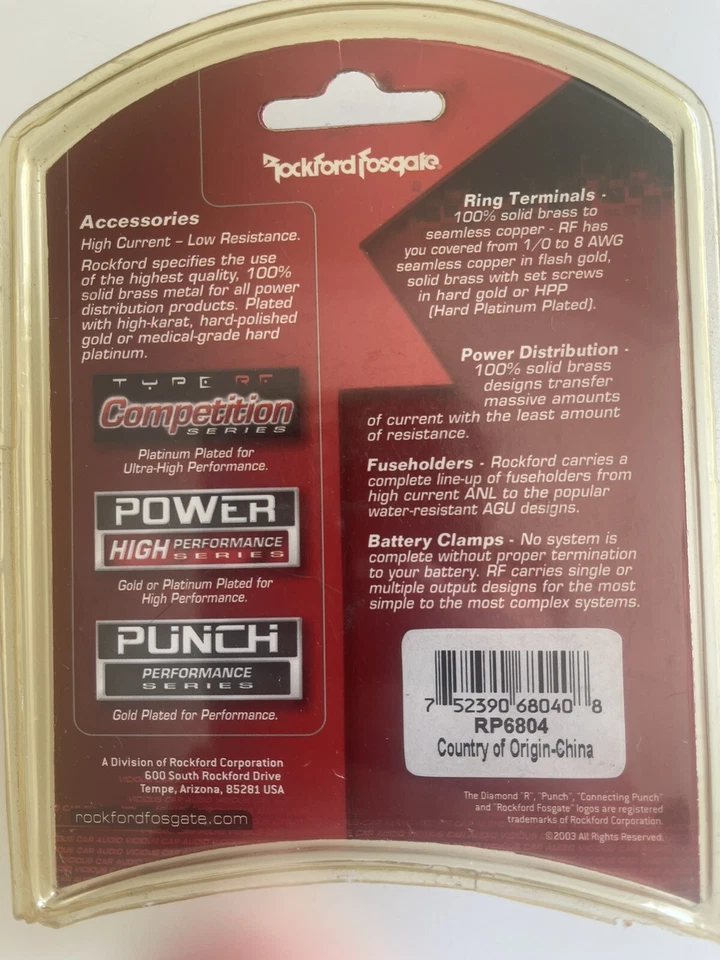 Rockford Fosgate
Accessories
High Current – Low Resistance.
Rockford specifies the use
of the highest quality, 100%
solid brass metal for all power
distribution products. Plated
with high-karat, hard-polished
gold or medical-grade hard
platinum.
TYPE RF
Competition
SERIES
Platinum Plated for
Ultra-High Performance.
POWER
HIGH PERFORMANCE
SERIES
Gold or Platinum Plated for
High Performance.
PUNCH
PERFORMANCE
SERIES
Gold Plated for Performance.
A Division of Rockford Corporation
600 South Rockford Drive
Tempe, Arizona, 85281 USA
rockfordfosgate.com
Ring Terminals -
100% solid brass to
seamless copper - RF has
you covered from 1/0 to 8 AWG
seamless copper in flash gold,
solid brass with set screws
in hard gold or HPP
(Hard Platinum Plated).
Power Distribution -
100% solid brass
designs transfer
massive amounts
of current with the least amount
of resistance.
Fuseholders - Rockford carries a
complete line-up of fuseholders from
high current ANL to the popular
water-resistant AGU designs.
Battery Clamps - No system is
complete without proper termination
to your battery. RF carries single or
multiple output designs for the most
simple to the most complex systems.
7 52390 68040 8
RP6804
Country of Origin-China
The Diamond "R", "Punch", "Connecting Punch"
and "Rockford Fosgate" logos are registered
trademarks of Rockford Corporation.
©2003 All Rights Reserved.